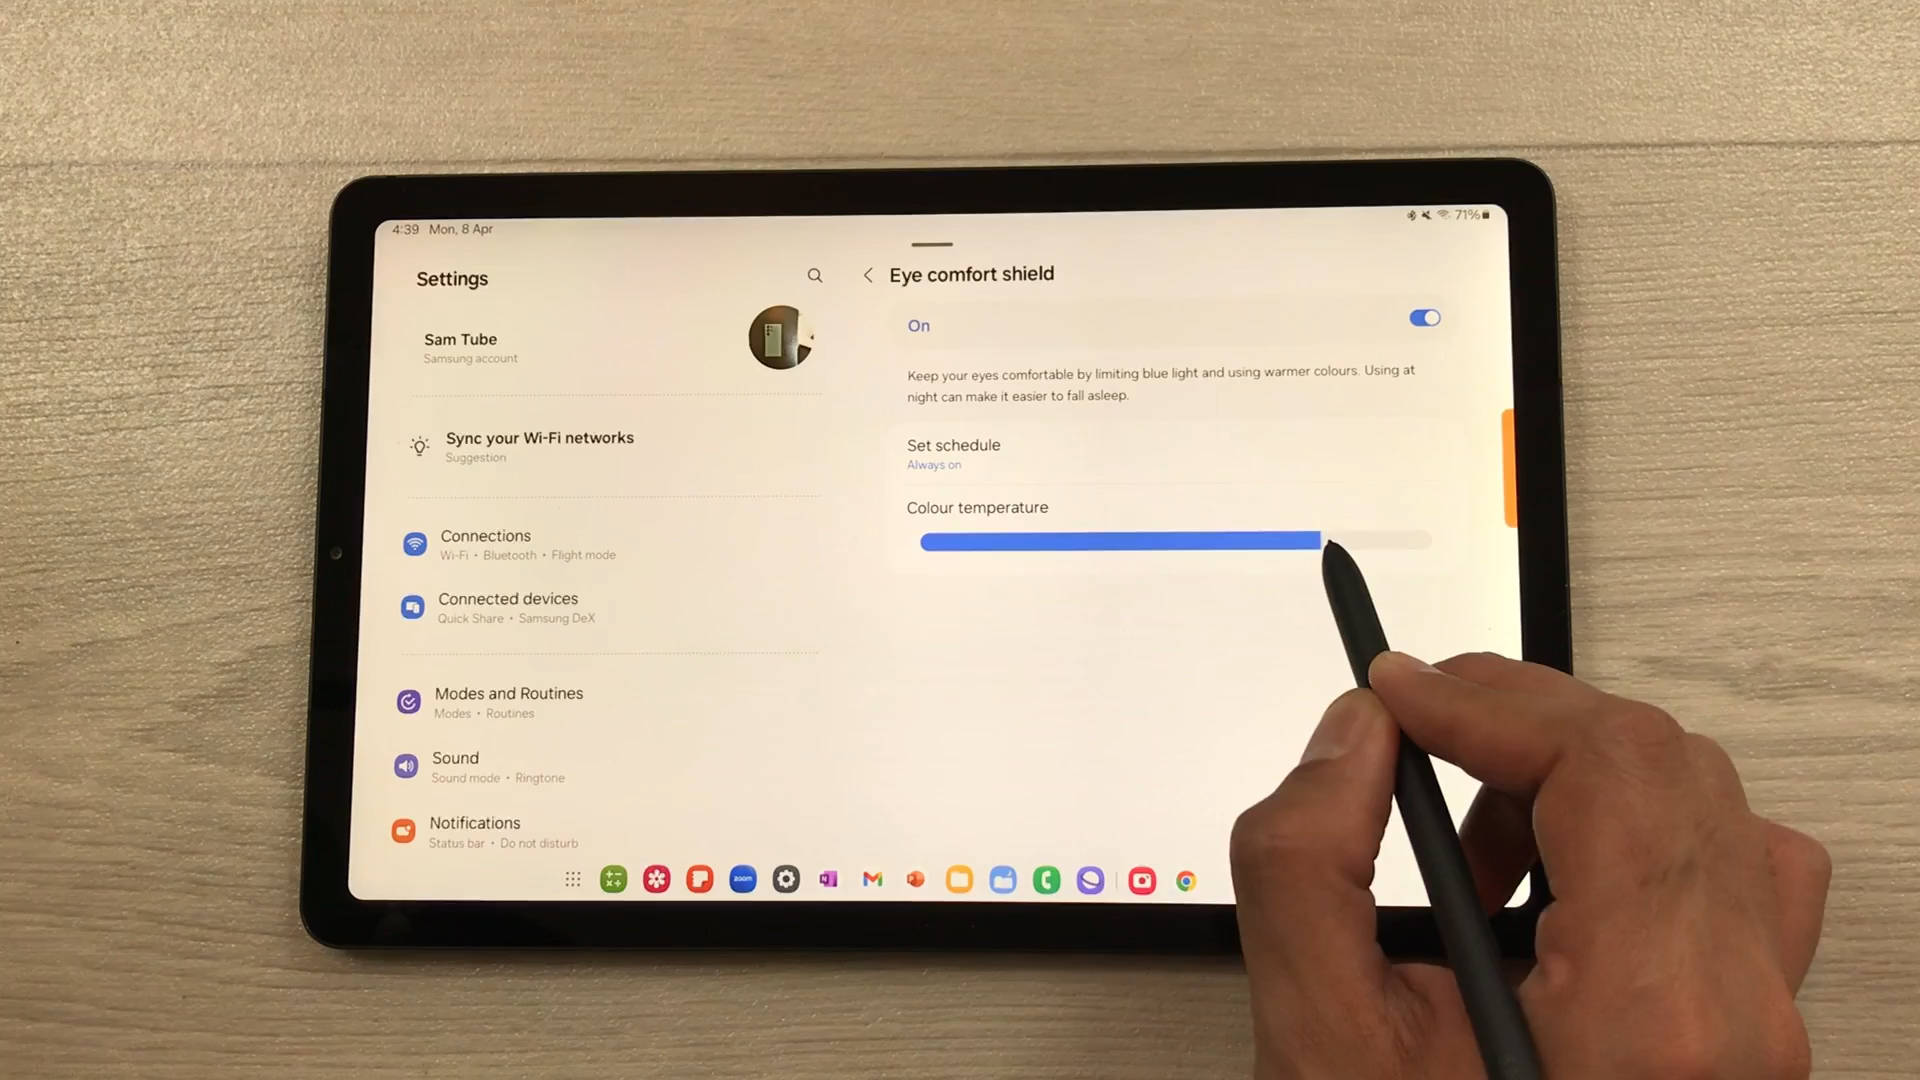 4:39 Mon, 8 Apr
71%
Settings
Sam Tube
Samsung account
Sync your Wi-Fi networks
Suggestion
Connections
Wi-Fi • Bluetooth • Flight mode
Connected devices
Quick Share • Samsung DeX
Modes and Routines
Modes • Routines
Sound
Sound mode • Ringtone
Notifications
Status bar • Do not disturb
Eye comfort shield
On
Keep your eyes comfortable by limiting blue light and using warmer colours. Using at
night can make it easier to fall asleep.
Set schedule
Always on
Colour temperature
zoom
N